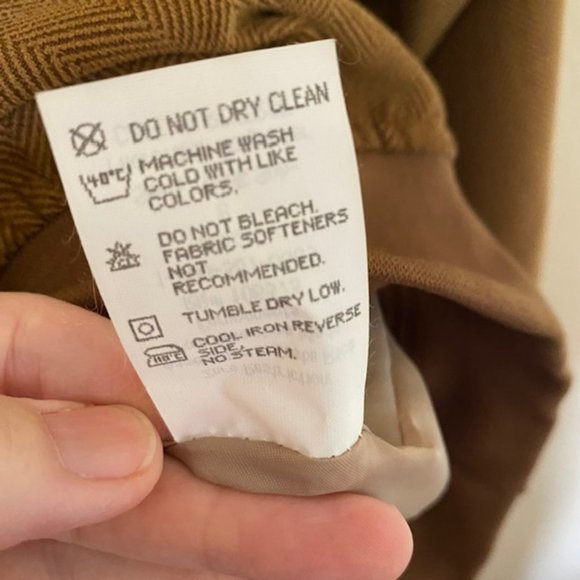 DO NOT DRY CLEAN
40°C
MACHINE WASH
COLD WITH LIKE
COLORS.
DO NOT BLEACH.
FABRIC SOFTENERS
NOT
RECOMMENDED.
TUMBLE DRY LOW.
110°C
COOL IRON REVERSE
SIDE,
NO STEAM.